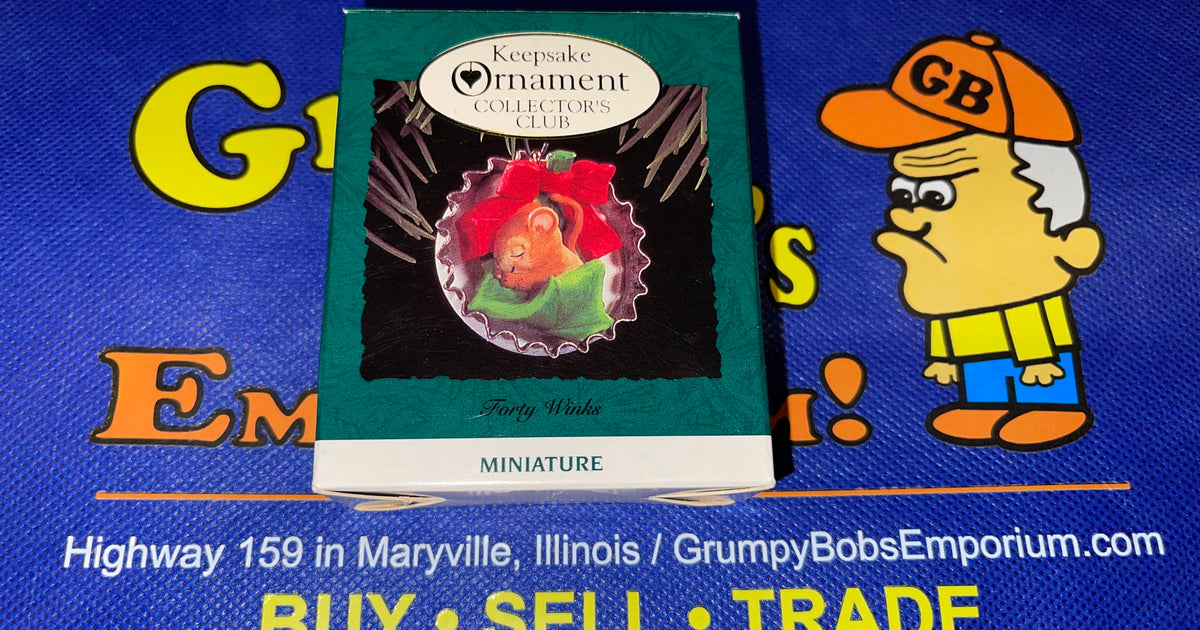 Keepsake
Ornament
COLLECTOR'S
CLUB
GB
Forty Winks
MINIATURE
Highway 159 in Maryville, Illinois / GrumpyBobsEmporium.com
BUY • SELL • TRADE